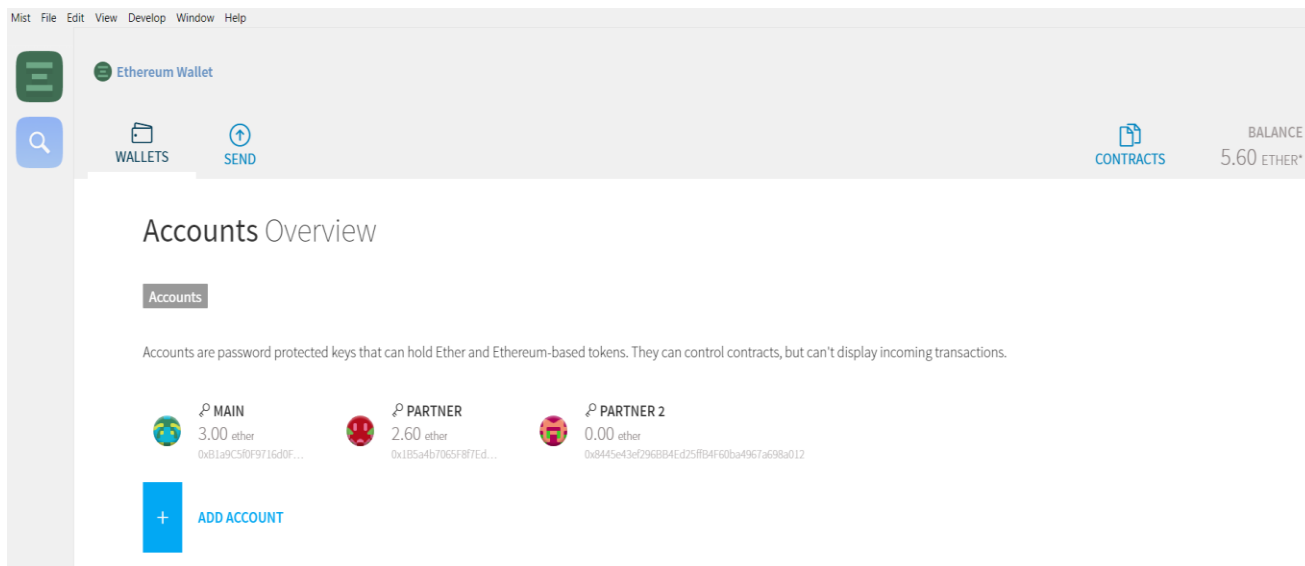 Mist File Edit View Develop Window Help
Ethereum Wallet
WALLETS
SEND
CONTRACTS
BALANCE
5.60 ETHER*
Accounts Overview
Accounts
Accounts are password protected keys that can hold Ether and Ethereum-based tokens. They can control contracts, but can't display incoming transactions.
MAIN
3.00 ether
0xB1a9C5f0F9716d0F...
PARTNER
2.60 ether
0x1B5a4b7065F8f7Ed...
PARTNER 2
0.00 ether
0x8445e43ef296BB4Ed25ffB4F60ba4967a698a012
+ ADD ACCOUNT